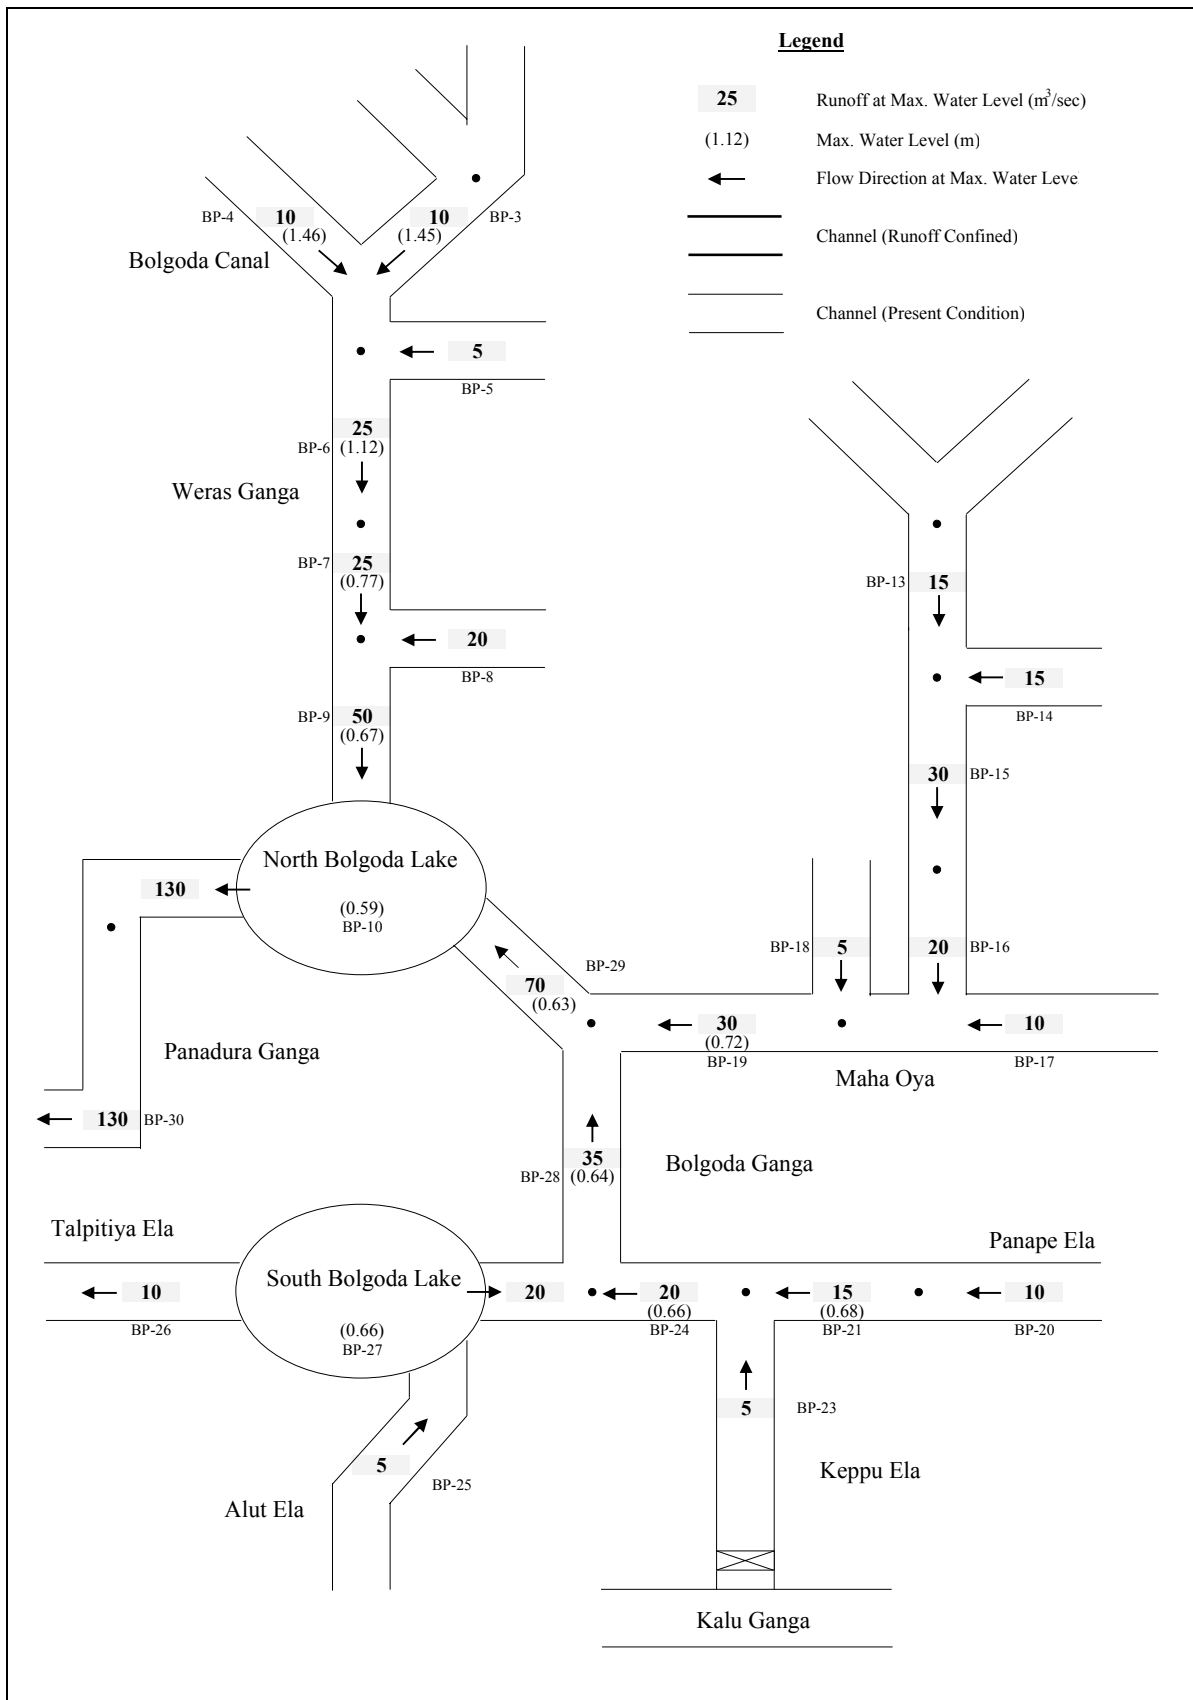 Legend
25 Runoff at Max. Water Level (m³/sec)
(1.12) Max. Water Level (m)
Flow Direction at Max. Water Level
Channel (Runoff Confined)
Channel (Present Condition)
BP-4 10 10 BP-3
(1.46) (1.45)
Bolgoda Canal
5
BP-5
25
BP-6 (1.12)
Weras Ganga
BP-7 25
(0.77)
BP-13 15
20
BP-8
15
BP-14
BP-9 50
(0.67)
30 BP-15
North Bolgoda Lake
130
(0.59)
BP-10
BP-18 5 20 BP-16
BP-29
70
(0.63)
30 10
(0.72)
BP-19 BP-17
Panadura Ganga
Maha Oya
130 BP-30
35
BP-28 (0.64)
Bolgoda Ganga
Talpitiya Ela
Panape Ela
South Bolgoda Lake
10 20 20 15 10
(0.66) (0.68)
BP-26 BP-24 BP-21 BP-20
(0.66)
BP-27
5 BP-23
5
BP-25
Keppu Ela
Alut Ela
Kalu Ganga